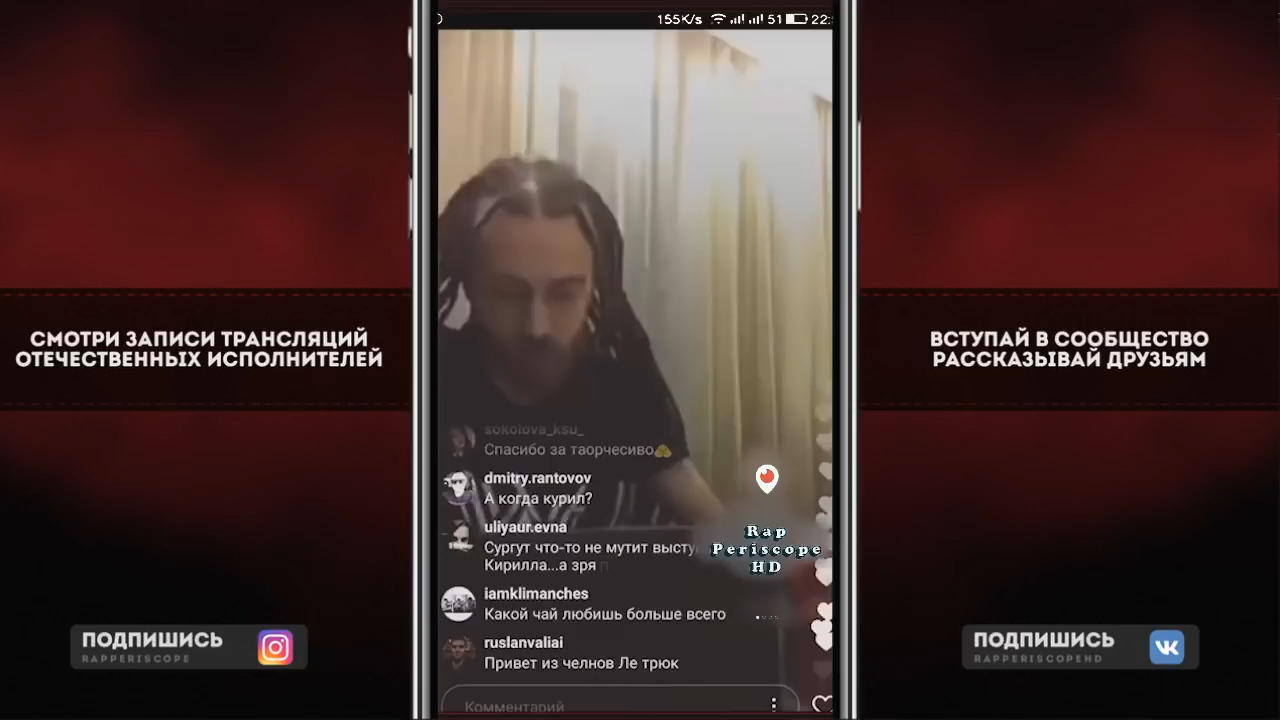 155K/s 51 22:
СМОТРИ ЗАПИСИ ТРАНСЛЯЦИЙ
ОТЕЧЕСТВЕННЫХ ИСПОЛНИТЕЛЕЙ
ВСТУПАЙ В СООБЩЕСТВО
РАССКАЗЫВАЙ ДРУЗЬЯМ
sokolova_ksu_
Спасибо за таорчесиво
dmitry.rantovov
А когда курил?
uliyaur.evna
Сургут что-то не мутит высту
Кирилла...а зря п
iamklimanches
Какой чай любишь больше всего
ruslanvaliai
Привет из челнов Ле трюк
Комментарий
Rap
Periscope
HD
ПОДПИШИСЬ
RAPPERISCOPE
ПОДПИШИСЬ
RAPPERISCOPEHD